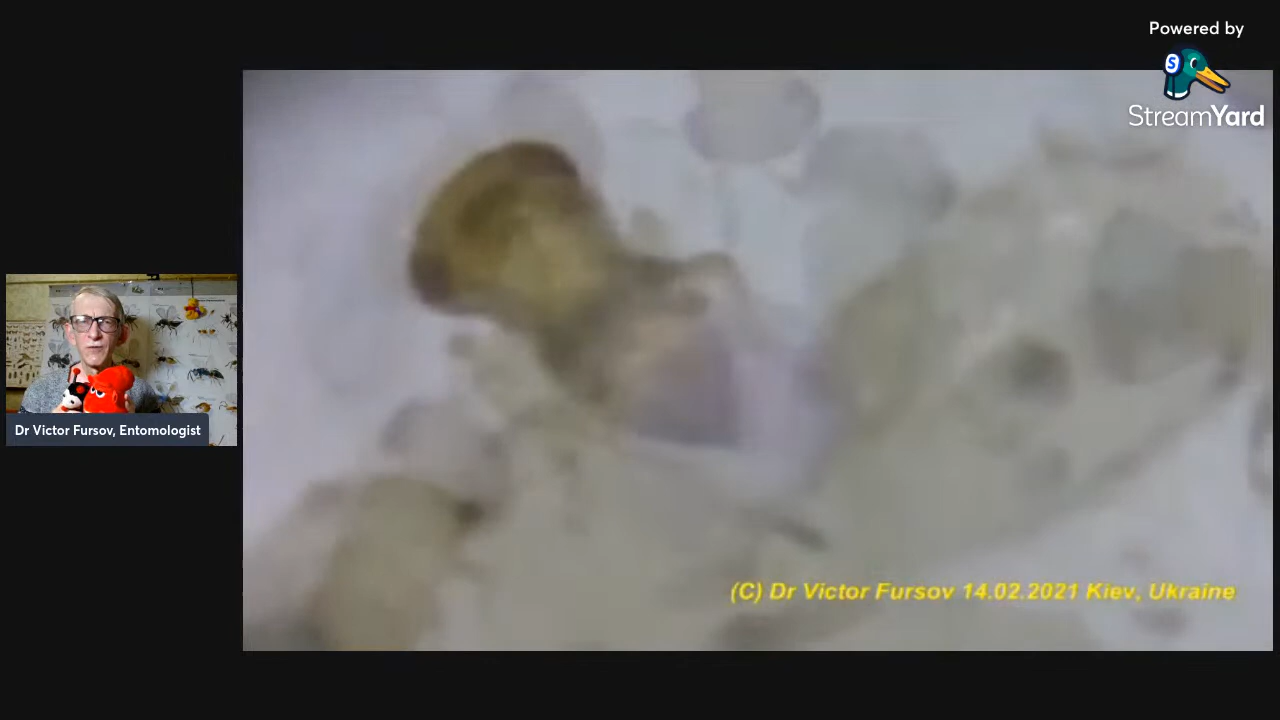 Powered by
S
StreamYard
Dr Victor Fursov, Entomologist
(C) Dr Victor Fursov 14.02.2021 Kiev, Ukraine